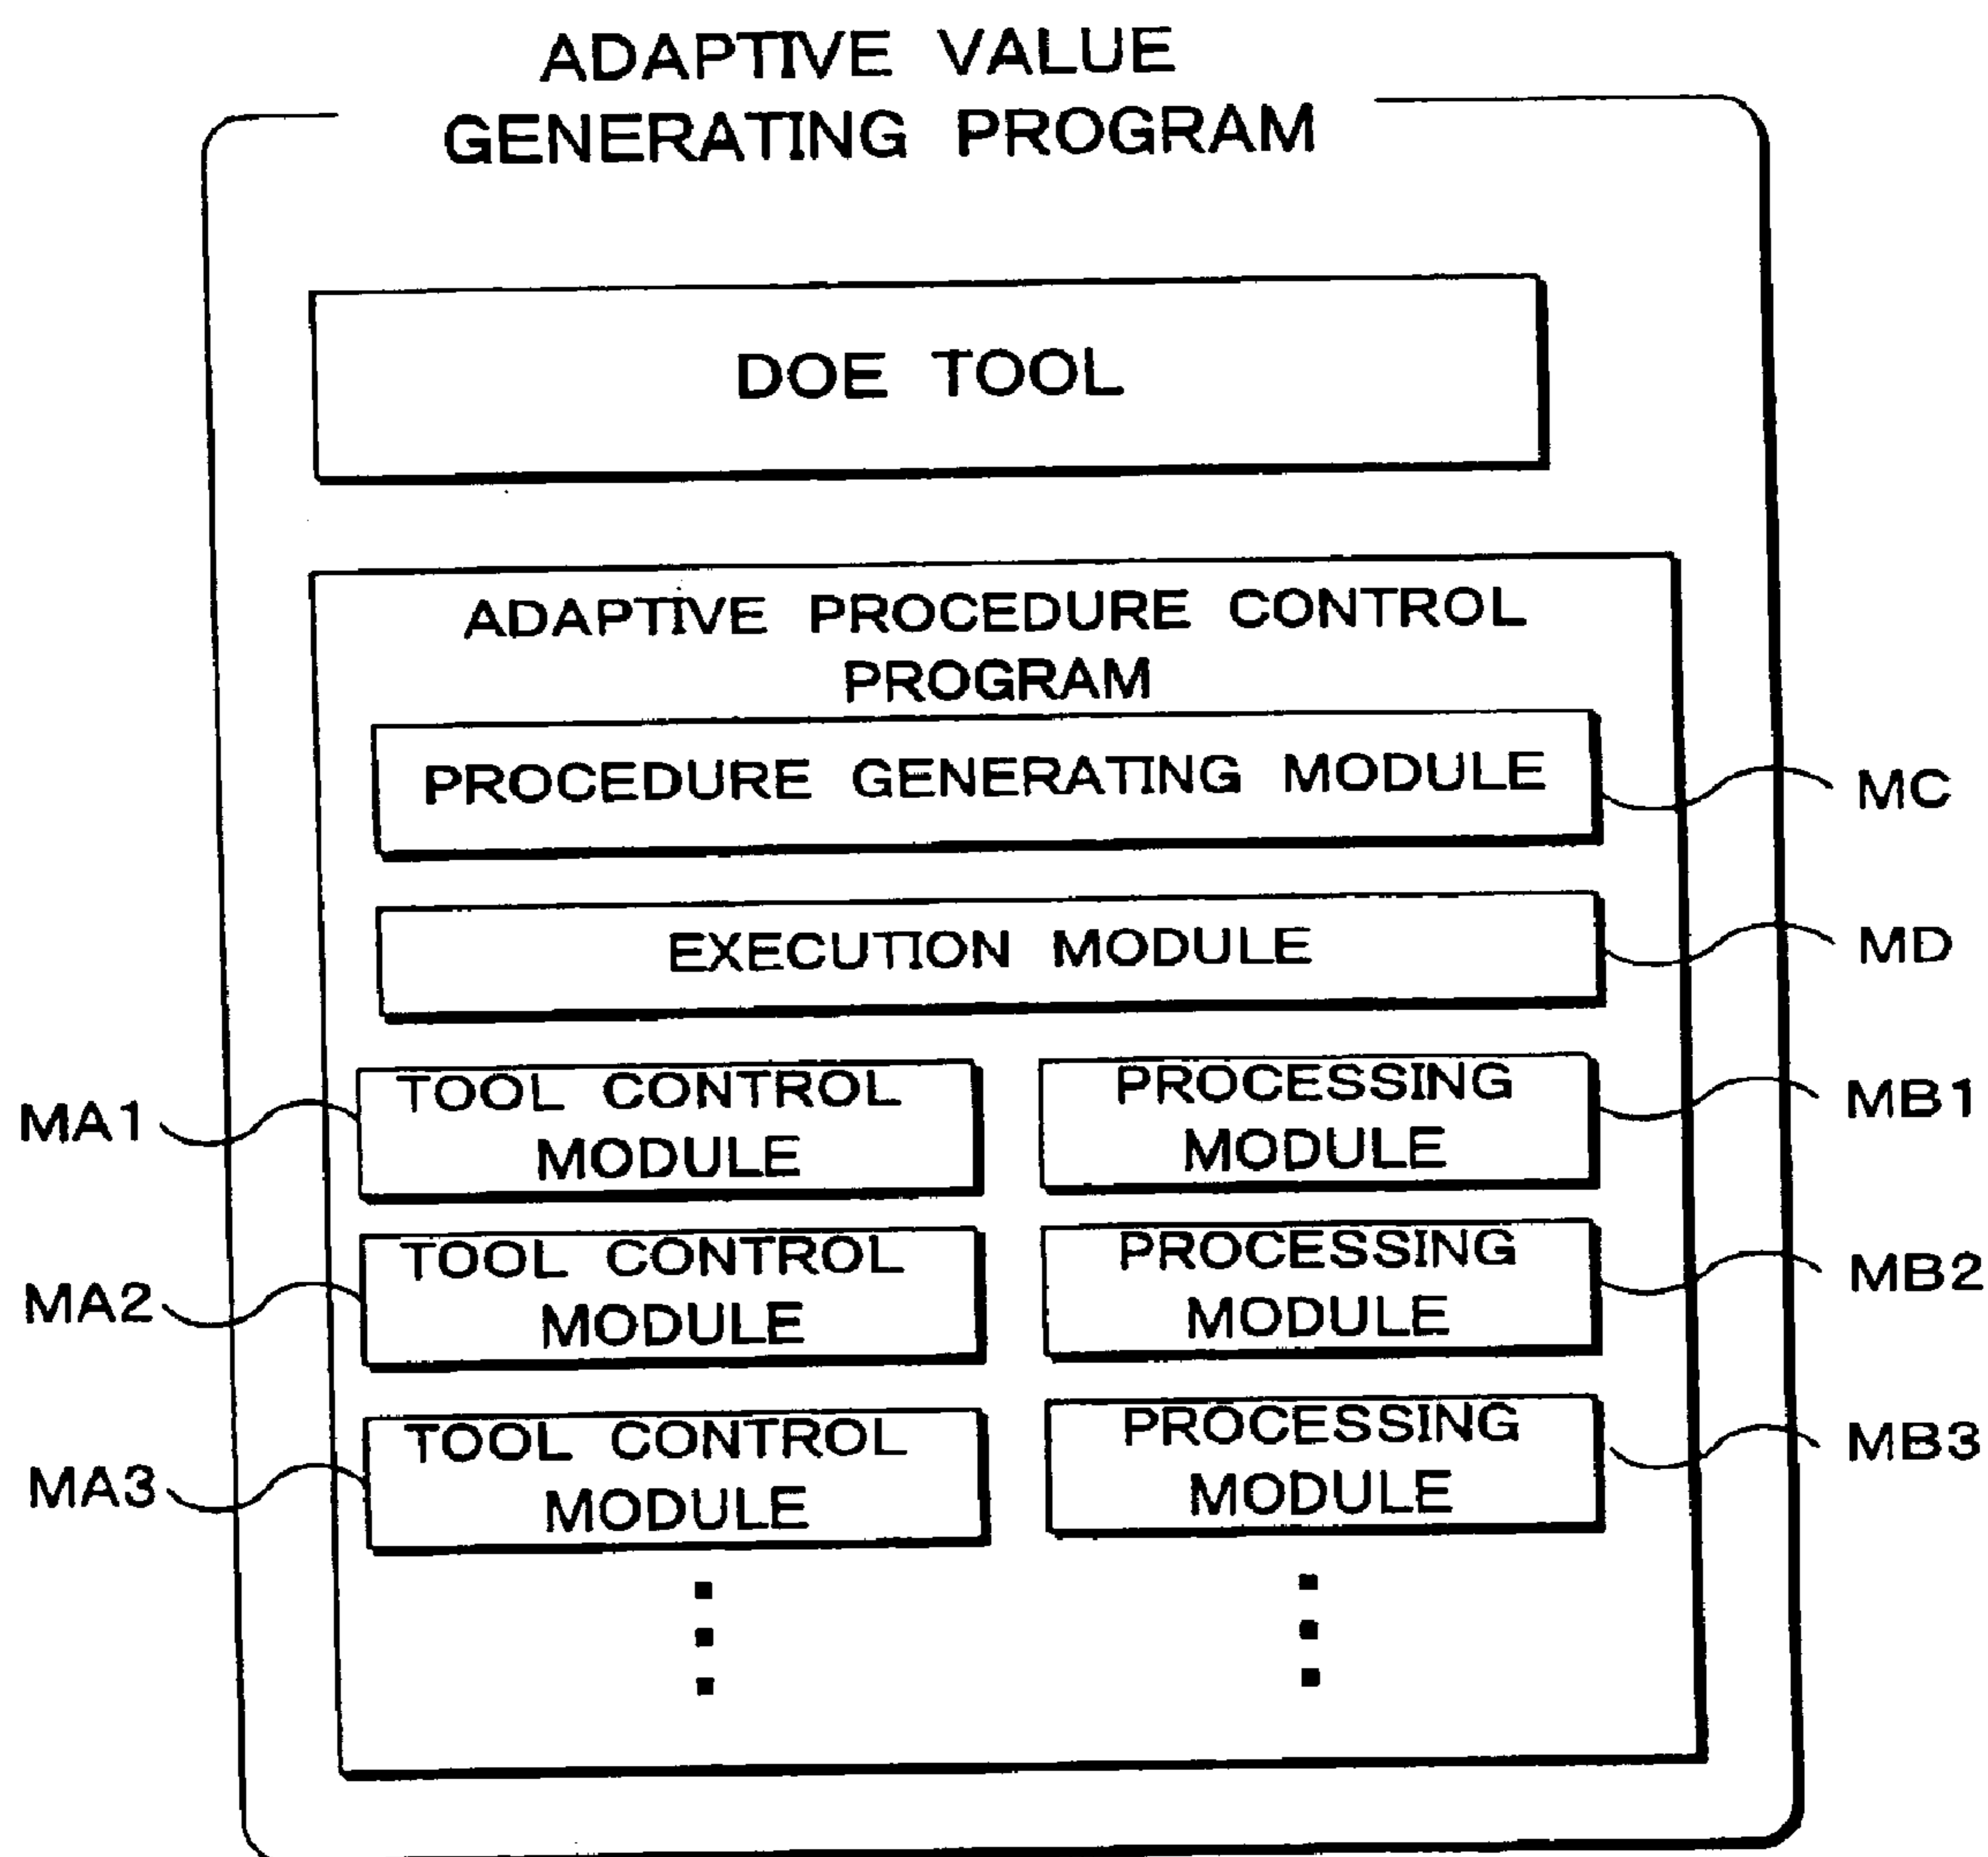 ADAPTIVE VALUE
GENERATING PROGRAM
DOE TOOL
ADAPTIVE PROCEDURE CONTROL
PROGRAM
PROCEDURE GENERATING MODULE
MC
EXECUTION MODULE
MD
MA1
TOOL CONTROL
MODULE
PROCESSING
MODULE
MB1
MA2
TOOL CONTROL
MODULE
PROCESSING
MODULE
MB2
MA3
TOOL CONTROL
MODULE
PROCESSING
MODULE
MB3